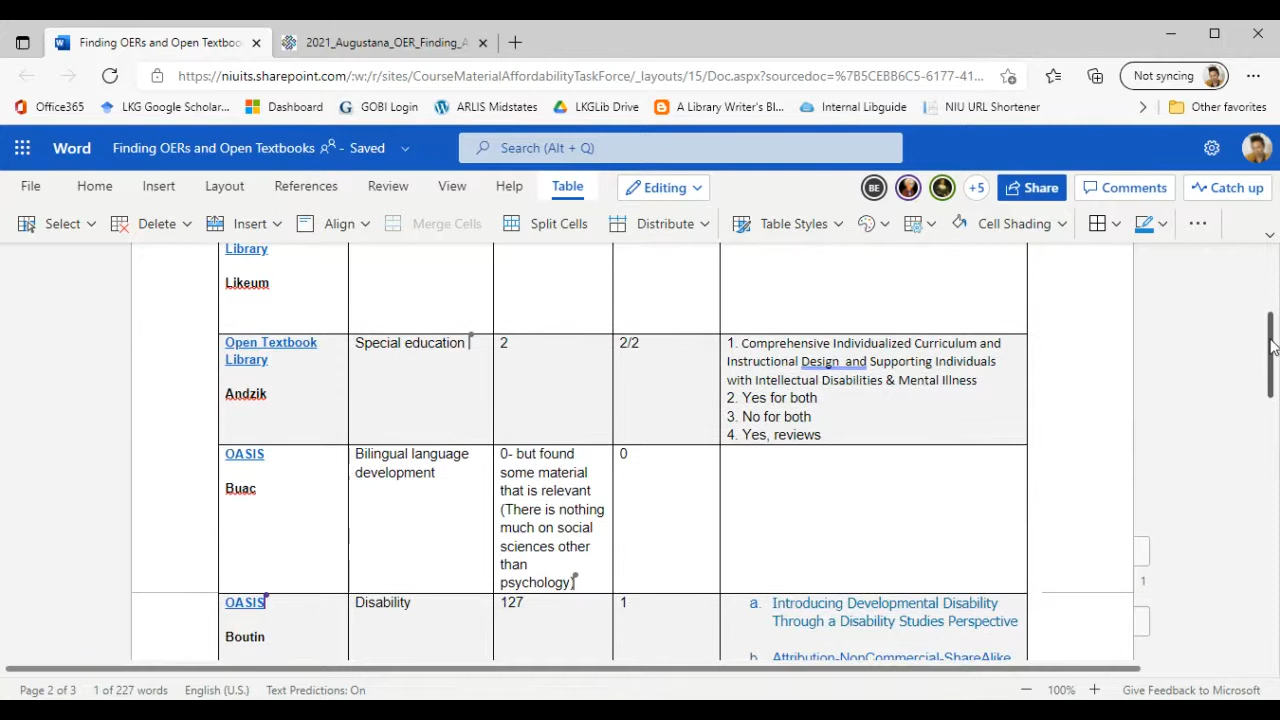 Finding OERs and Open Textbo
2021_Augustana_OER_Finding_A
https://niuits.sharepoint.com/:w:/r/sites/CourseMaterialAffordabilityTaskForce/_layouts/15/Doc.aspx?sourcedoc=%7B5CEBB6C5-6177-41...
Not syncing
Office365
LKG Google Scholar...
Dashboard
GOBI Login
ARLIS Midstates
LKGLib Drive
A Library Writer's Bl...
Internal Libguide
NIU URL Shortener
Other favorites
Word
Finding OERs and Open Textbooks - Saved
Search (Alt + Q)
File Home Insert Layout References Review View Help Table
Editing
BE
+5
Share
Comments
Catch up
Select
Delete
Insert
Align
Merge Cells
Split Cells
Distribute
Table Styles
Cell Shading
Library
Likeum
Open Textbook
Library
Andzik
Special education
2
2/2
1. Comprehensive Individualized Curriculum and
Instructional Design and Supporting Individuals
with Intellectual Disabilities & Mental Illness
2. Yes for both
3. No for both
4. Yes, reviews
OASIS
Buac
Bilingual language
development
0- but found
some material
that is relevant
(There is nothing
much on social
sciences other
than
psychology)
0
OASIS
Boutin
Disability
127
1
a. Introducing Developmental Disability
Through a Disability Studies Perspective
b Attribution-NonCommercial-ShareAlike
1
Page 2 of 3
1 of 227 words
English (U.S.)
Text Predictions: On
100%
Give Feedback to Microsoft